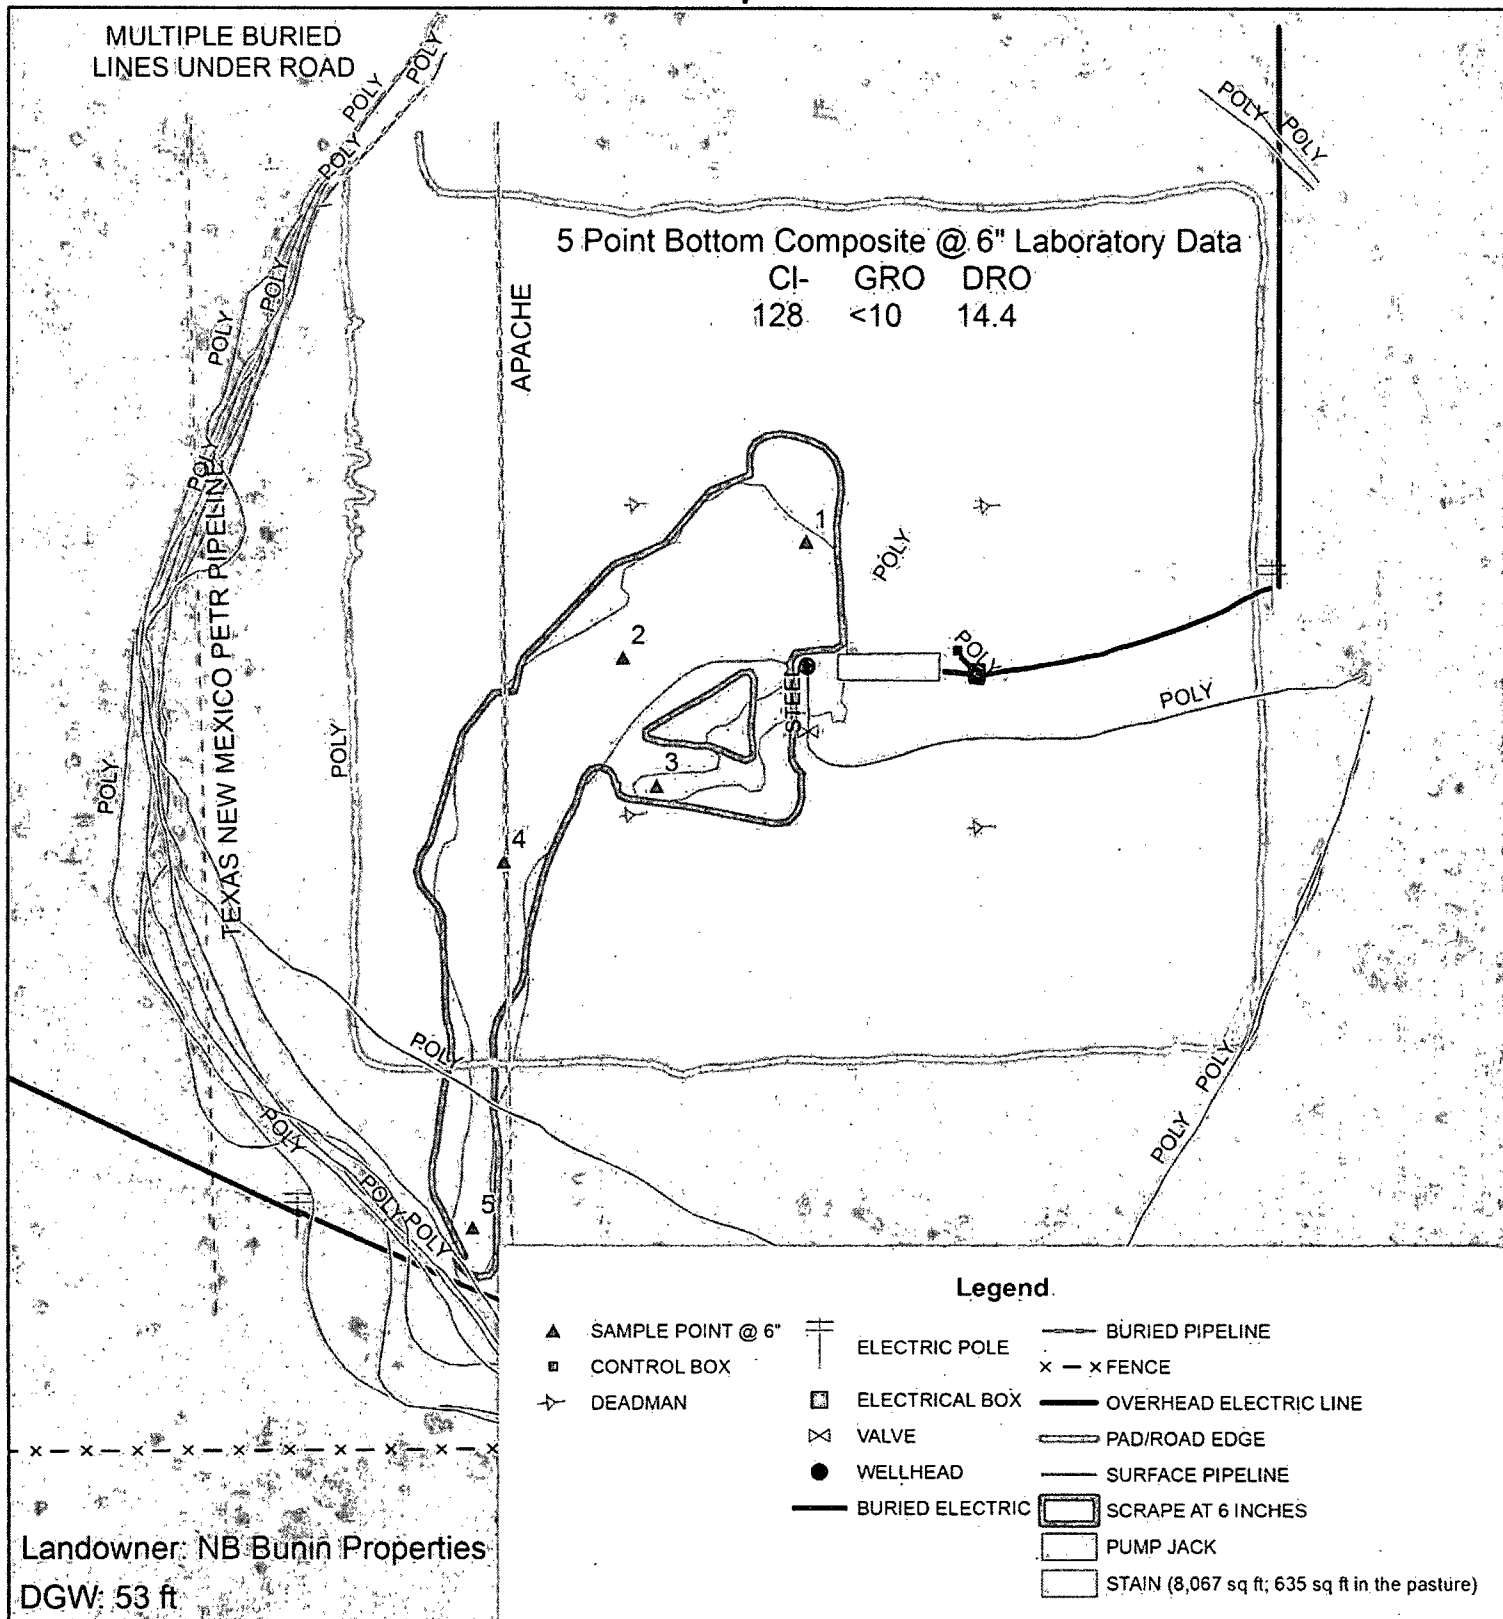 MULTIPLE BURIED
LINES UNDER ROAD
POLY
POLY
POLY
POLY
POLY
POLY
POLY
POLY
5 Point Bottom Composite @ 6" Laboratory Data
Cl- GRO DRO
128 <10 14.4
APACHE
POLY
TEXAS NEW MEXICO PETR PIPELINE
1
POLY
2
POLY
STEEL
POLY
POLY
POLY
3
4
POLY
POLY
POLY
POLY
5
POLY
POLY
Legend
SAMPLE POINT @ 6"
CONTROL BOX
DEADMAN
ELECTRIC POLE
ELECTRICAL BOX
VALVE
WELLHEAD
BURIED ELECTRIC
BURIED PIPELINE
FENCE
OVERHEAD ELECTRIC LINE
PAD/ROAD EDGE
SURFACE PIPELINE
SCRAPE AT 6 INCHES
PUMP JACK
STAIN (8,067 sq ft; 635 sq ft in the pasture)
Landowner: NB Bunin Properties
DGW: 53 ft